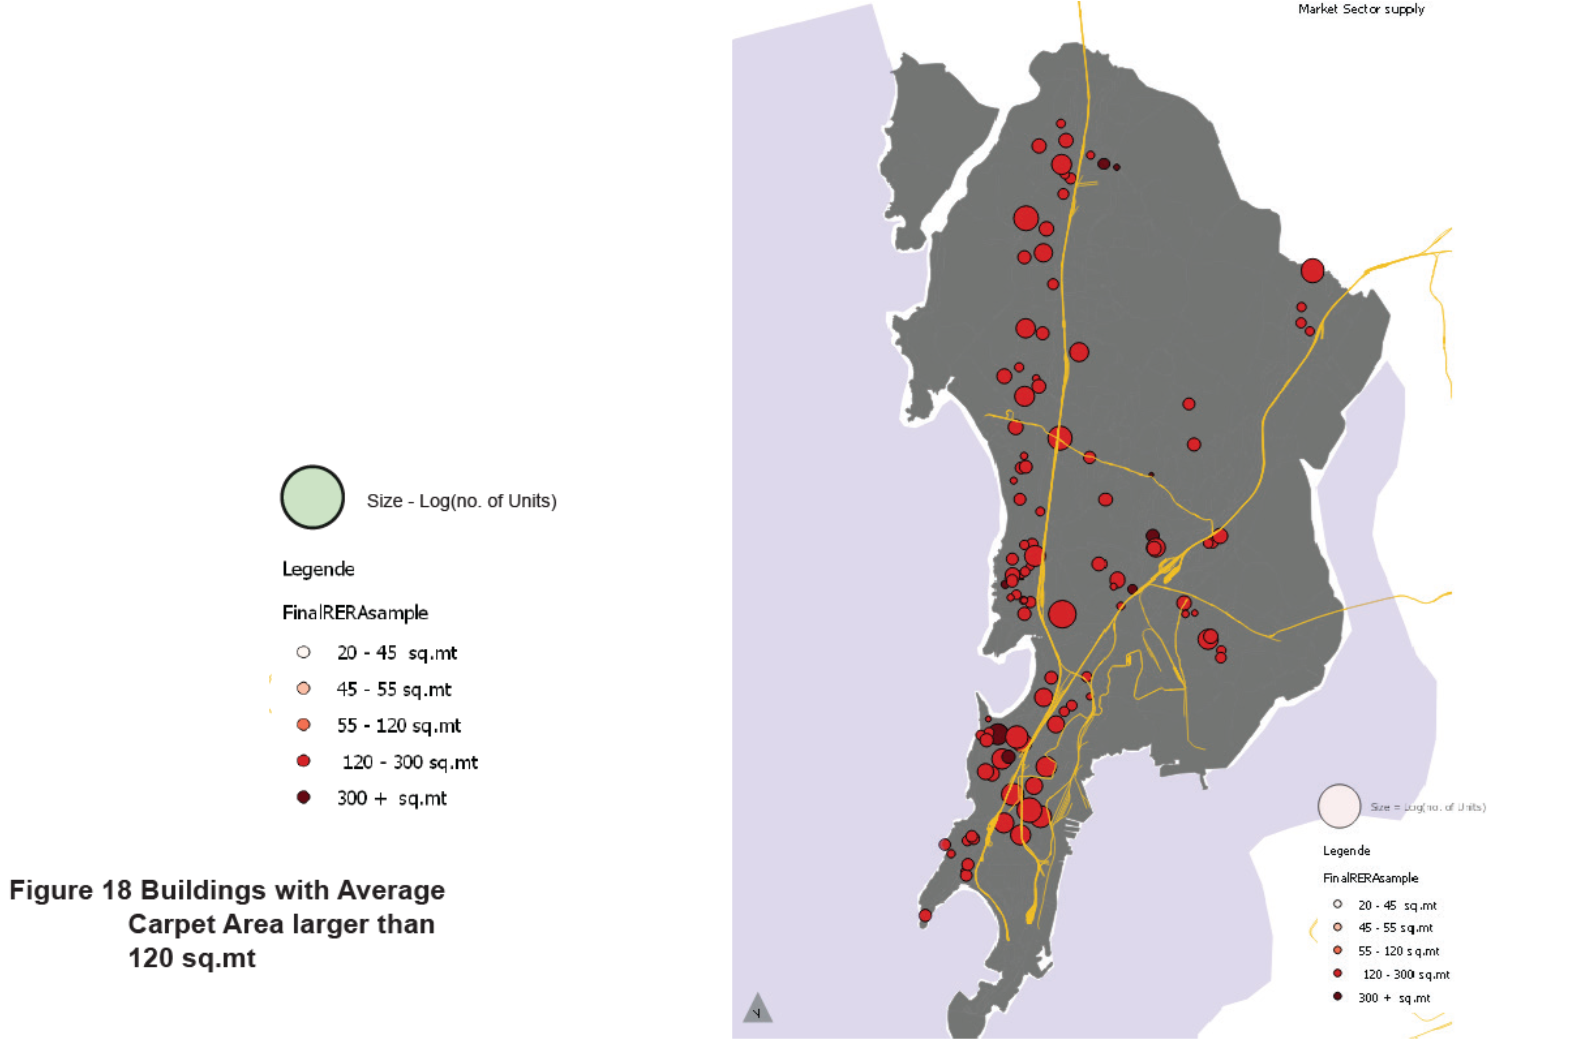 Market Sector supply
Size - Log(no. of Units)
Legende
FinalRERAsample
20 - 45 sq.mt
45 - 55 sq.mt
55 - 120 sq.mt
120 - 300 sq.mt
300 + sq.mt
Figure 18 Buildings with Average
Carpet Area larger than
120 sq.mt
Size = Log(no. of Units)
Legende
FinalRERAsample
20 - 45 sq.mt
45 - 55 sq.mt
55 - 120 sq.mt
120 - 300 sq.mt
300 + sq.mt